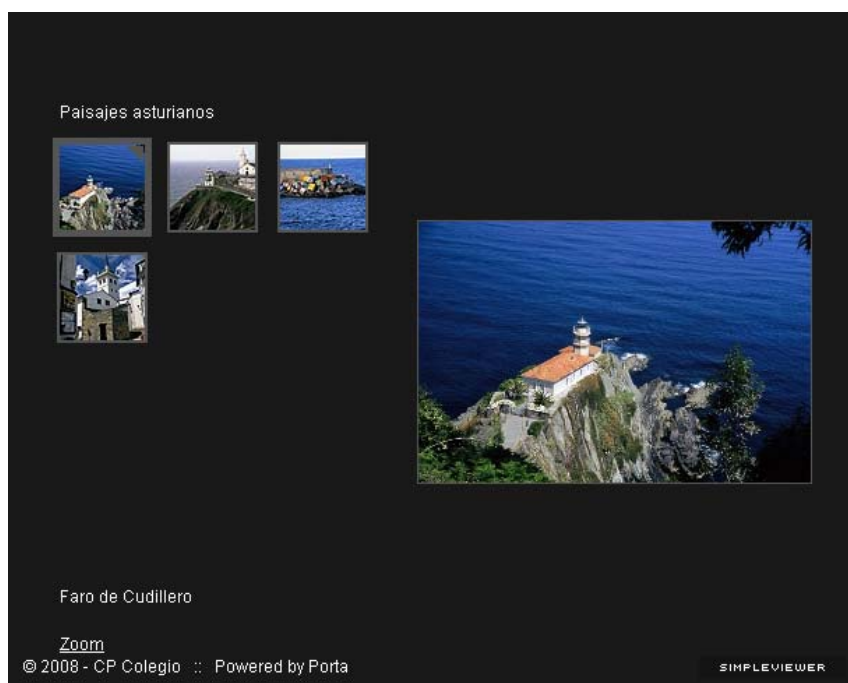 Paisajes asturianos
Faro de Cudillero
Zoom
© 2008 - CP Colegio :: Powered by Porta
SIMPLEVIEWER